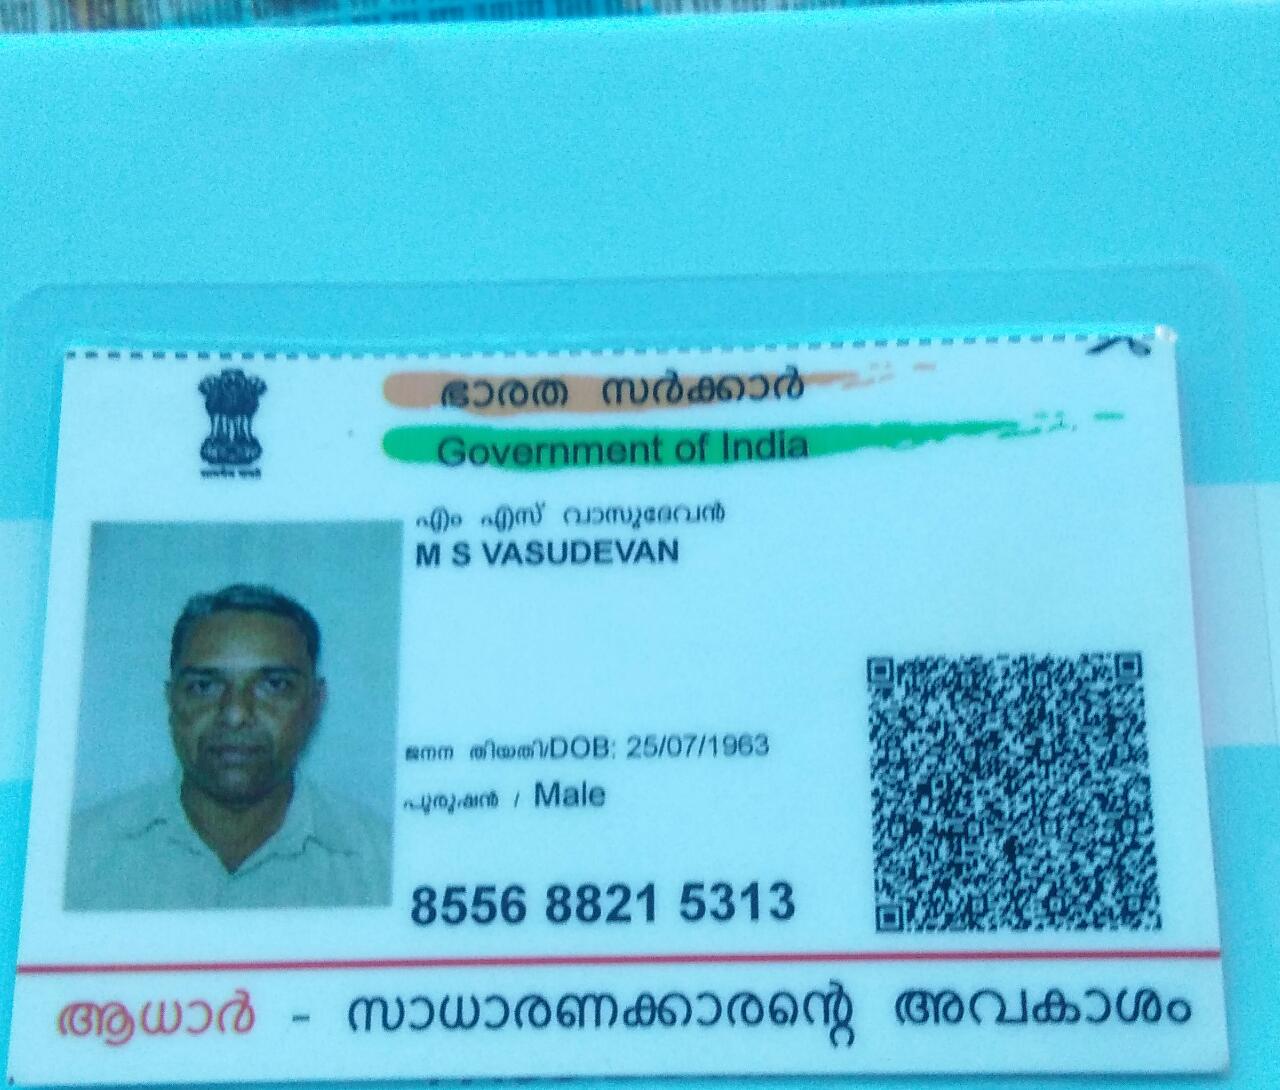 ഭാരത സർക്കാർ
Government of India
എം എസ് വാസുദേവൻ
M S VASUDEVAN
ജനന തിയതി/DOB: 25/07/1963
പുരുഷൻ / Male
8556 8821 5313
ആധാർ - സാധാരണക്കാരന്റെ അവകാശം